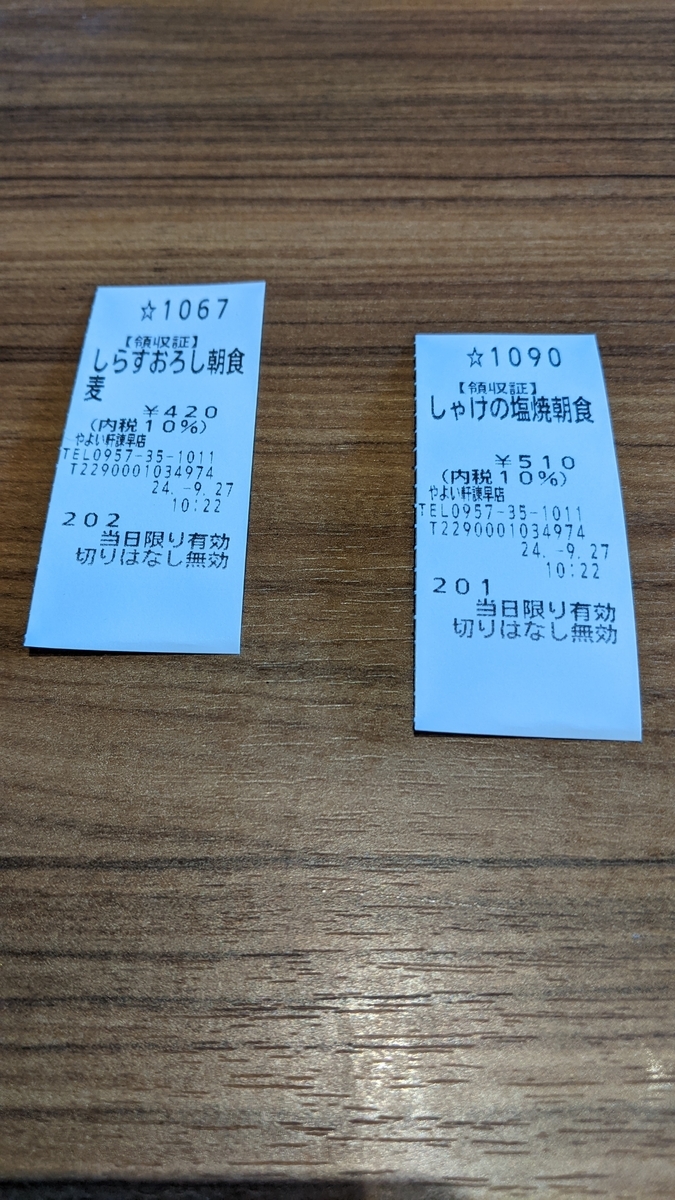 ☆1067
【領収証】
しらすおろし朝食
麦
￥420
(内税10%)
やよい軒諫早店
TEL0957-35-1011
T2290001034974
24.-9.27
10:22
202
当日限り有効
切りはなし無効
☆1090
【領収証】
しゃけの塩焼朝食
￥510
(内税10%)
やよい軒諫早店
TEL0957-35-1011
T2290001034974
24.-9.27
10:22
201
当日限り有効
切りはなし無効